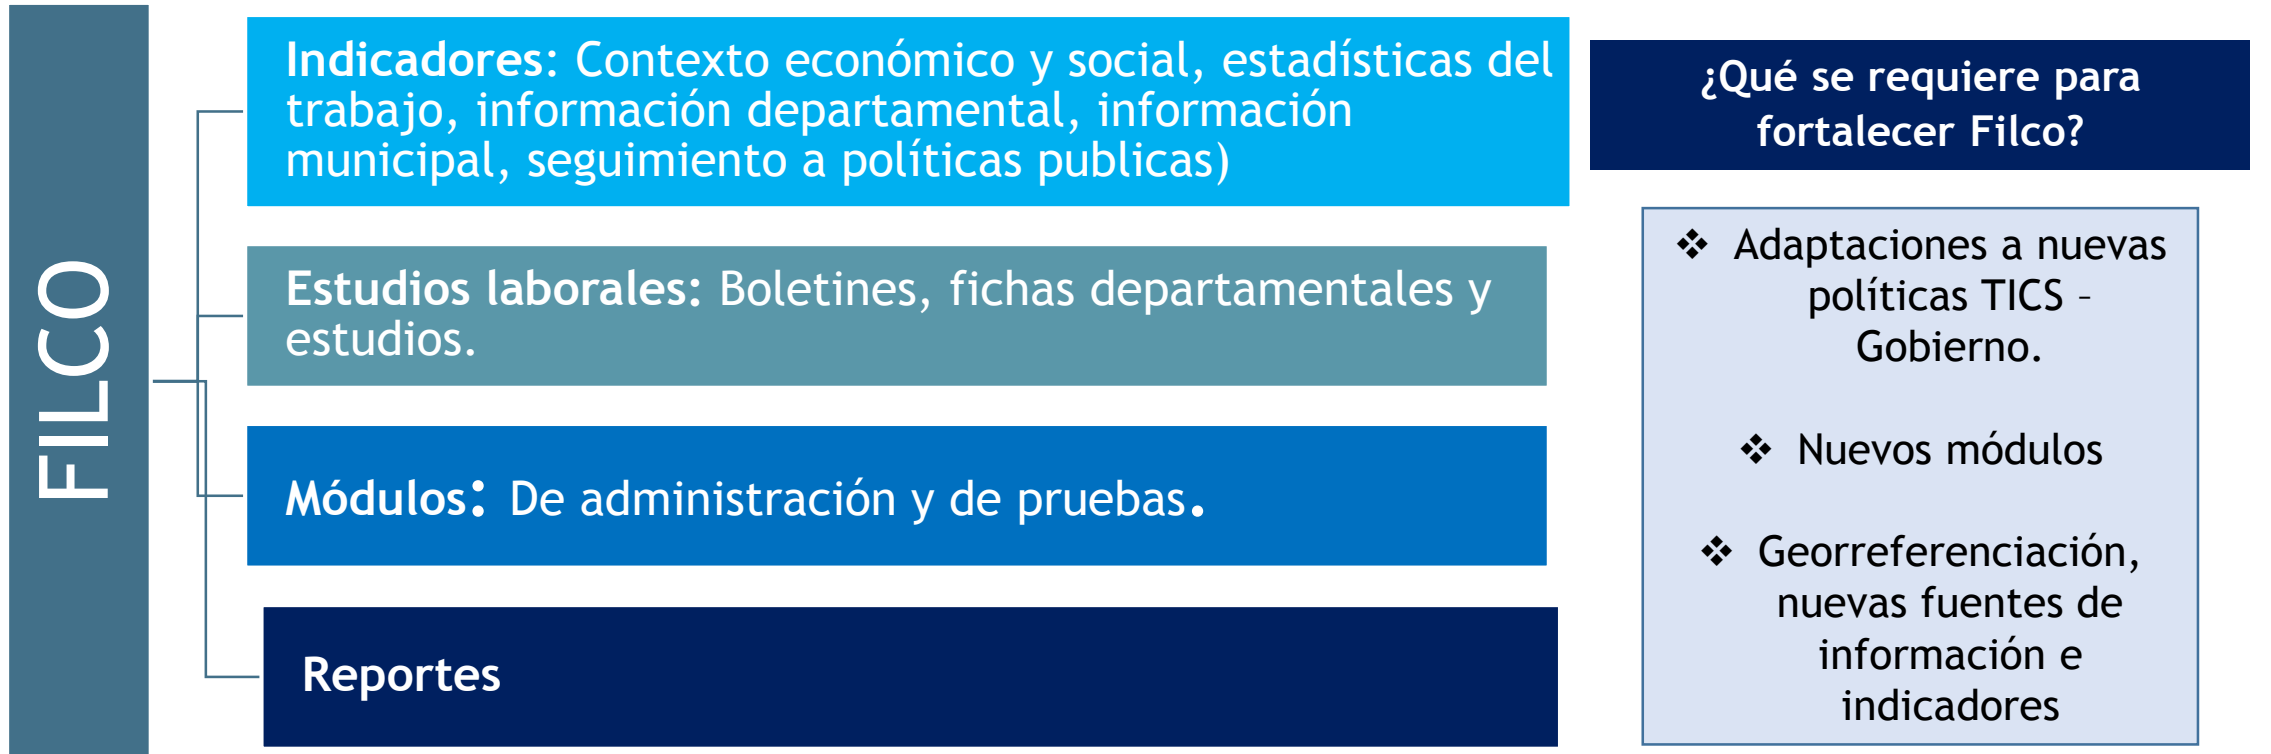 FILCO
Indicadores: Contexto económico y social, estadísticas del
trabajo, información departamental, información
municipal, seguimiento a políticas publicas)
Estudios laborales: Boletines, fichas departamentales y
estudios.
Módulos: De administración y de pruebas.
Reportes
¿Qué se requiere para
fortalecer Filco?
❖ Adaptaciones a nuevas
políticas TICS –
Gobierno.
❖ Nuevos módulos
❖ Georreferenciación,
nuevas fuentes de
información e
indicadores